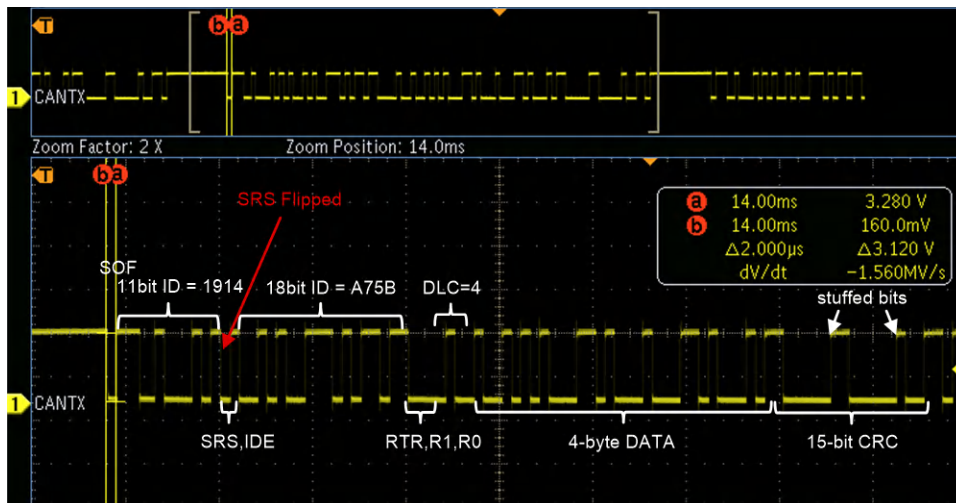 T
b a
1 CANTX
Zoom Factor: 2 X Zoom Position: 14.0ms
T
b a
a 14.00ms 3.280 V
b 14.00ms 160.0mV
Δ2.000µs Δ3.120 V
dV/dt −1.560MV/s
SRS Flipped
SOF
11bit ID = 1914 18bit ID = A75B DLC=4
stuffed bits
1 CANTX
SRS,IDE RTR,R1,R0 4-byte DATA 15-bit CRC